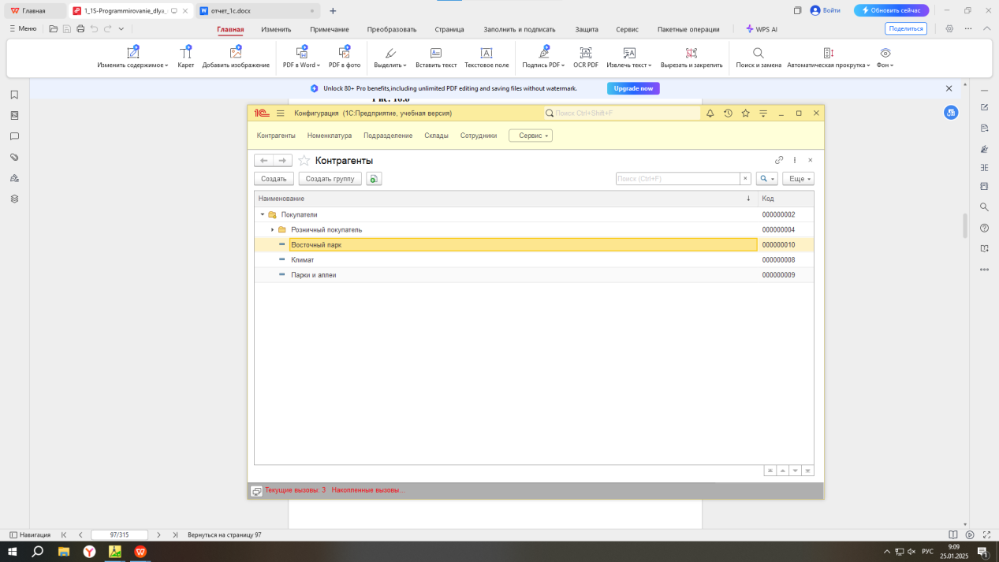 Главная
1_1S-Programmirovanie_dlya_
отчет_1с.docx
Войти
Обновить сейчас
Меню
Главная
Изменить
Примечание
Преобразовать
Страница
Заполнить и подписать
Защита
Сервис
Пакетные операции
WPS AI
Поделиться
Изменить содержимое
Карет
Добавить изображение
PDF в Word
PDF в фото
Выделить
Вставить текст
Текстовое поле
Подпись PDF
OCR PDF
Извлечь текст
Вырезать и закрепить
Поиск и замена
Автоматическая прокрутка
Фон
Unlock 80+ Pro benefits,including unlimited PDF editing and saving files without watermark.
Upgrade now
Конфигурация (1С:Предприятие, учебная версия)
Поиск Ctrl+Shift+F
Контрагенты
Номенклатура
Подразделение
Склады
Сотрудники
Сервис
Контрагенты
Создать
Создать группу
Поиск (Ctrl+F)
Еще
Наименование
Код
Покупатели
000000002
Розничный покупатель
000000004
Восточный парк
000000010
Климат
000000008
Парки и аллеи
000000009
Текущие вызовы: 3 Накопленные вызовы...
Навигация
97/315
Вернуться на страницу 97
РУС
9:09
25.01.2025
1